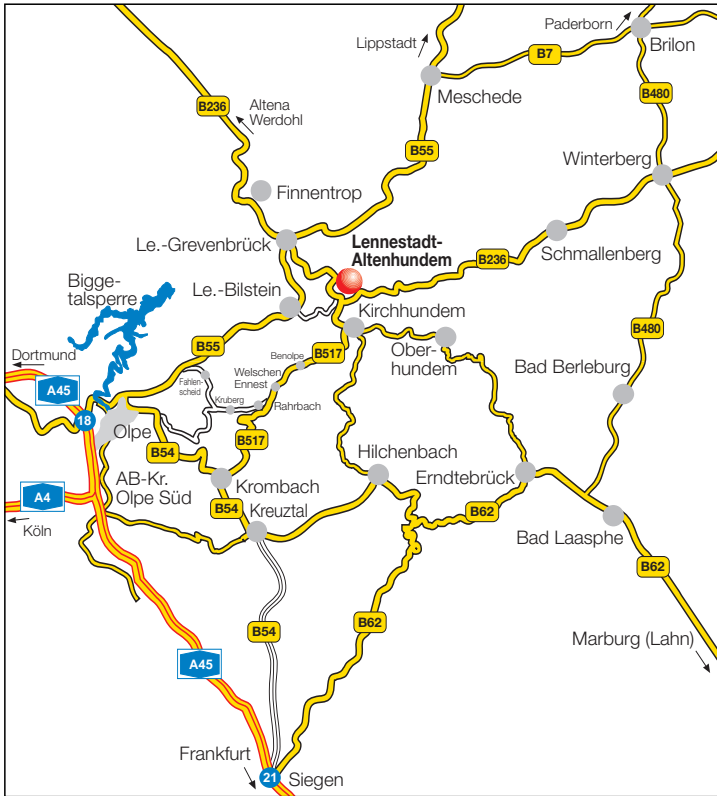 Paderborn
Brilon
Lippstadt
B7
Meschede
B480
B236
Altena
Werdohl
B55
Winterberg
Finnentrop
Le.-Grevenbrück
Lennestadt-
Altenhundem
Schmallenberg
B236
Bigge-
talsperre
Le.-Bilstein
Kirchhundem
B480
Ober-
hundem
B55
B517
Dortmund
Benolpe
Welschen
Ennest
Fahlen-
scheid
Kruberg
Rahrbach
Bad Berleburg
A45
18
Olpe
B54
B517
Hilchenbach
Erndtebrück
AB-Kr.
Olpe Süd
Krombach
A4
Köln
B54
Kreuztal
B62
Bad Laasphe
B62
B54
B62
Marburg (Lahn)
A45
Frankfurt
21
Siegen